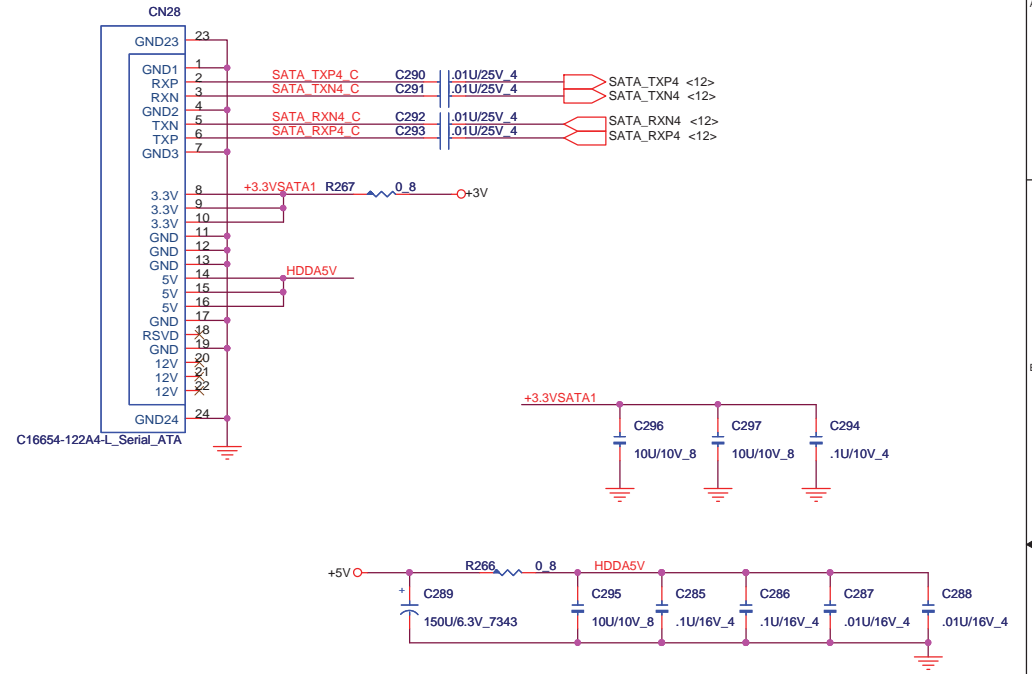 CN28
GND23 23
GND1 1
RXP 2 SATA_TXP4_C C290 .01U/25V_4 SATA_TXP4 <12>
RXN 3 SATA_TXN4_C C291 .01U/25V_4 SATA_TXN4 <12>
GND2 4
TXN 5 SATA_RXN4_C C292 .01U/25V_4 SATA_RXN4 <12>
TXP 6 SATA_RXP4_C C293 .01U/25V_4 SATA_RXP4 <12>
GND3 7
3.3V 8 +3.3VSATA1 R267 0_8 +3V
3.3V 9
3.3V 10
GND 11
GND 12
GND 13
5V 14 HDDA5V
5V 15
5V 16
GND 17
RSVD 18
GND 19
12V 20
12V 21
12V 22
GND24 24
C16654-122A4-L_Serial_ATA
+3.3VSATA1
C296 C297 C294
10U/10V_8 10U/10V_8 .1U/10V_4
+5V R266 0_8 HDDA5V
+ C289 C295 C285 C286 C287 C288
150U/6.3V_7343 10U/10V_8 .1U/16V_4 .1U/16V_4 .01U/16V_4 .01U/16V_4